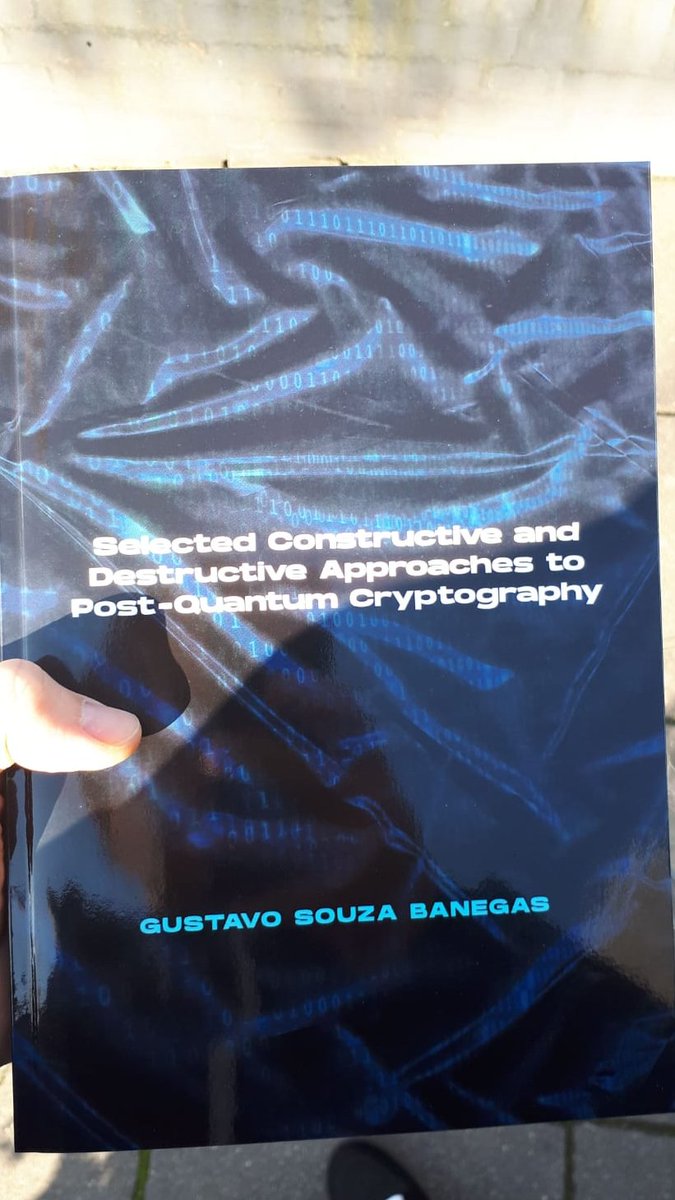 Selected Constructive and
Destructive Approaches to
Post-Quantum Cryptography
GUSTAVO SOUZA BANEGAS